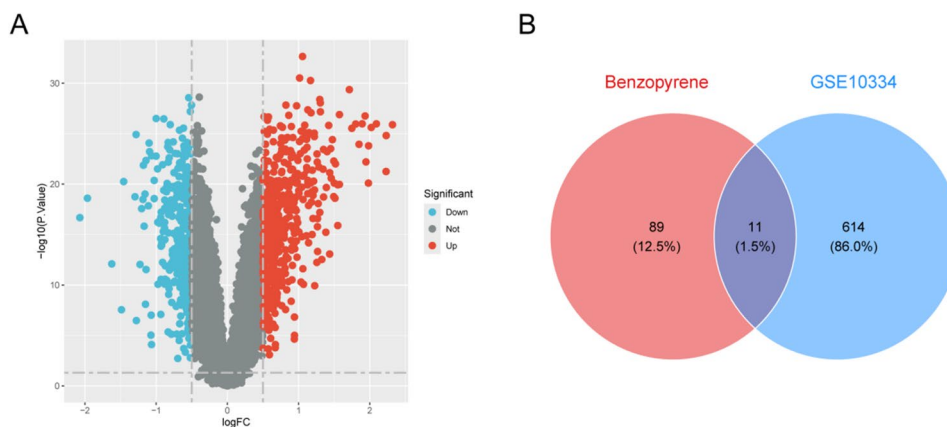 A
−log10(P.Value)
30
20
10
0
-2
-1
0
1
2
logFC
Significant
Down
Not
Up
B
Benzopyrene
GSE10334
89
(12.5%)
11
(1.5%)
614
(86.0%)